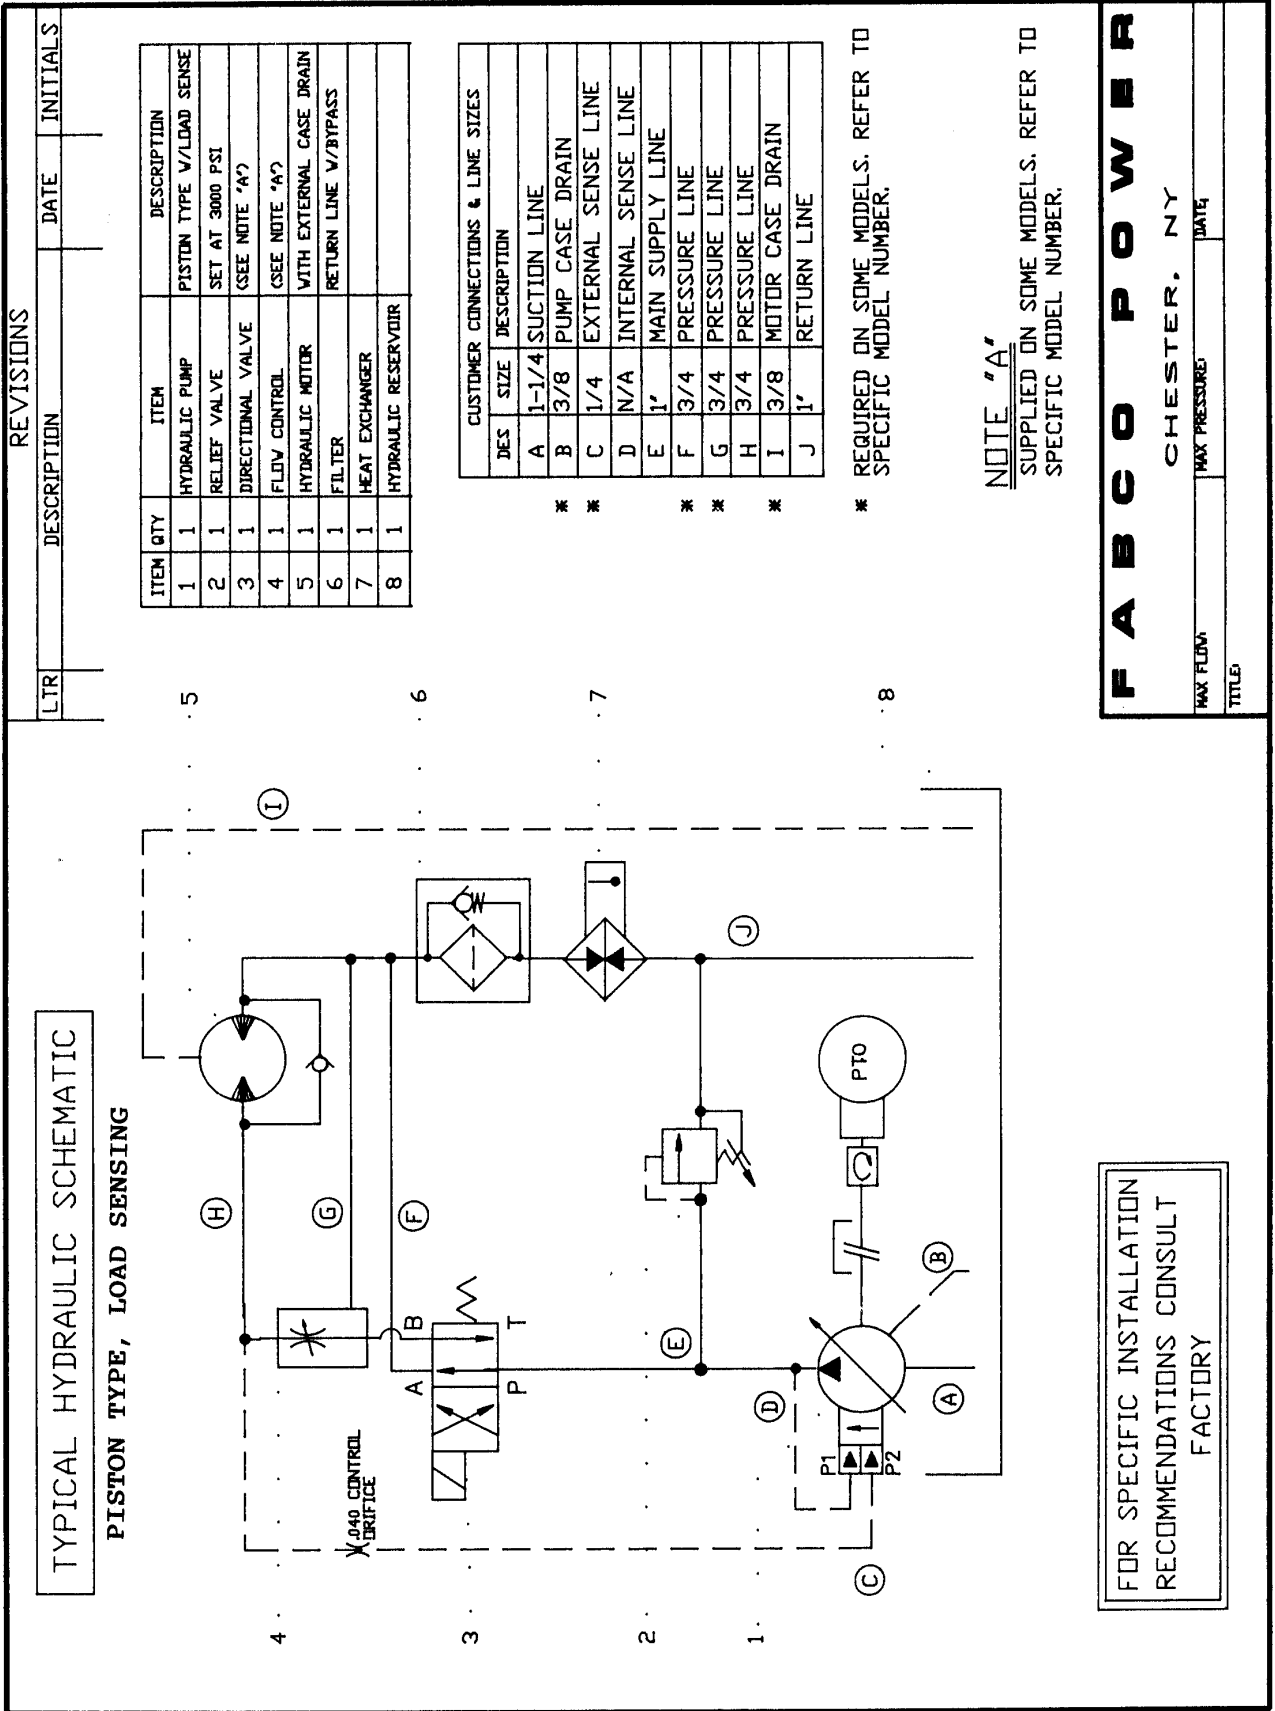 TYPICAL HYDRAULIC SCHEMATIC
PISTON TYPE, LOAD SENSING
REVISIONS
LTR DESCRIPTION DATE INITIALS
4
3
2
1
5
6
7
8
H
G
F
I
J
E
D
C
B
A
A B
P T
P1
P2
PTO
.040 CONTROL
ORIFICE
ITEM QTY ITEM DESCRIPTION
1 1 HYDRAULIC PUMP PISTON TYPE W/LOAD SENSE
2 1 RELIEF VALVE SET AT 3000 PSI
3 1 DIRECTIONAL VALVE (SEE NOTE "A")
4 1 FLOW CONTROL (SEE NOTE "A")
5 1 HYDRAULIC MOTOR WITH EXTERNAL CASE DRAIN
6 1 FILTER RETURN LINE W/BYPASS
7 1 HEAT EXCHANGER
8 1 HYDRAULIC RESERVOIR
CUSTOMER CONNECTIONS & LINE SIZES
DES SIZE DESCRIPTION
A 1-1/4 SUCTION LINE
* B 3/8 PUMP CASE DRAIN
* C 1/4 EXTERNAL SENSE LINE
D N/A INTERNAL SENSE LINE
E 1" MAIN SUPPLY LINE
* F 3/4 PRESSURE LINE
* G 3/4 PRESSURE LINE
H 3/4 PRESSURE LINE
* I 3/8 MOTOR CASE DRAIN
J 1" RETURN LINE
* REQUIRED ON SOME MODELS. REFER TO
SPECIFIC MODEL NUMBER.
NOTE "A"
SUPPLIED ON SOME MODELS. REFER TO
SPECIFIC MODEL NUMBER.
FOR SPECIFIC INSTALLATION
RECOMMENDATIONS CONSULT
FACTORY
FABCO POWER
CHESTER, NY
MAX FLOW: MAX PRESSURE: DATE:
TITLE: